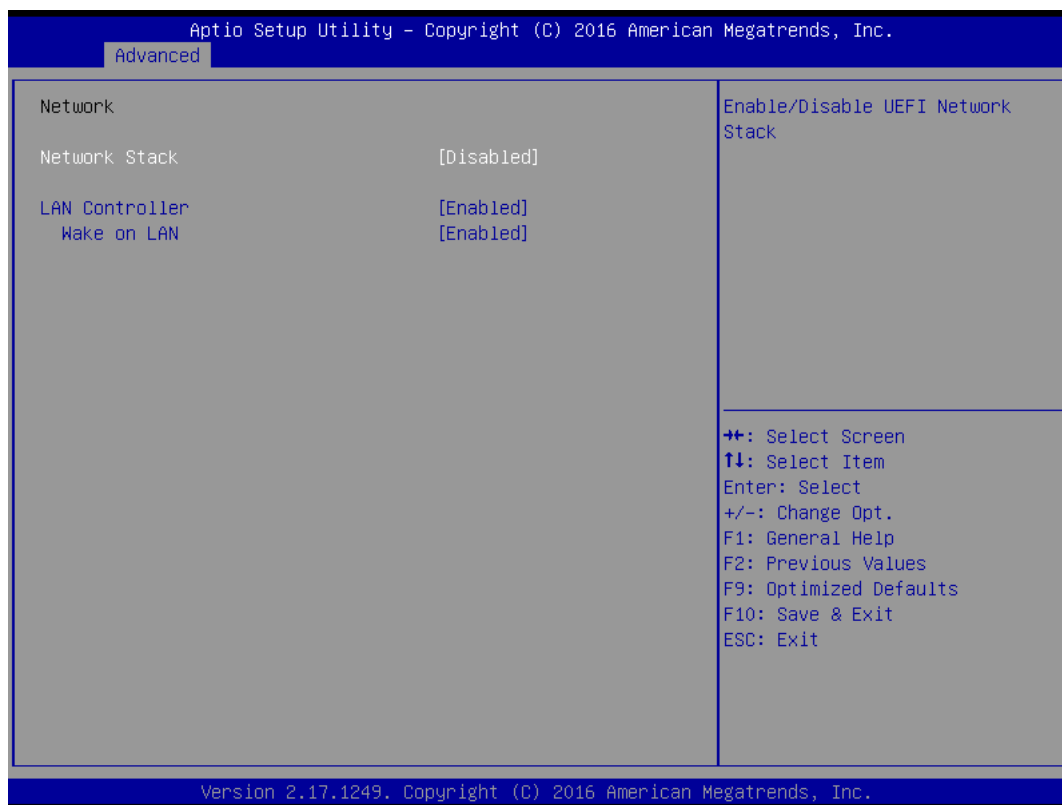 Aptio Setup Utility – Copyright (C) 2016 American Megatrends, Inc.
Advanced
Network
Network Stack [Disabled]
LAN Controller [Enabled]
Wake on LAN [Enabled]
Enable/Disable UEFI Network
Stack
→←: Select Screen
↑↓: Select Item
Enter: Select
+/-: Change Opt.
F1: General Help
F2: Previous Values
F9: Optimized Defaults
F10: Save & Exit
ESC: Exit
Version 2.17.1249. Copyright (C) 2016 American Megatrends, Inc.